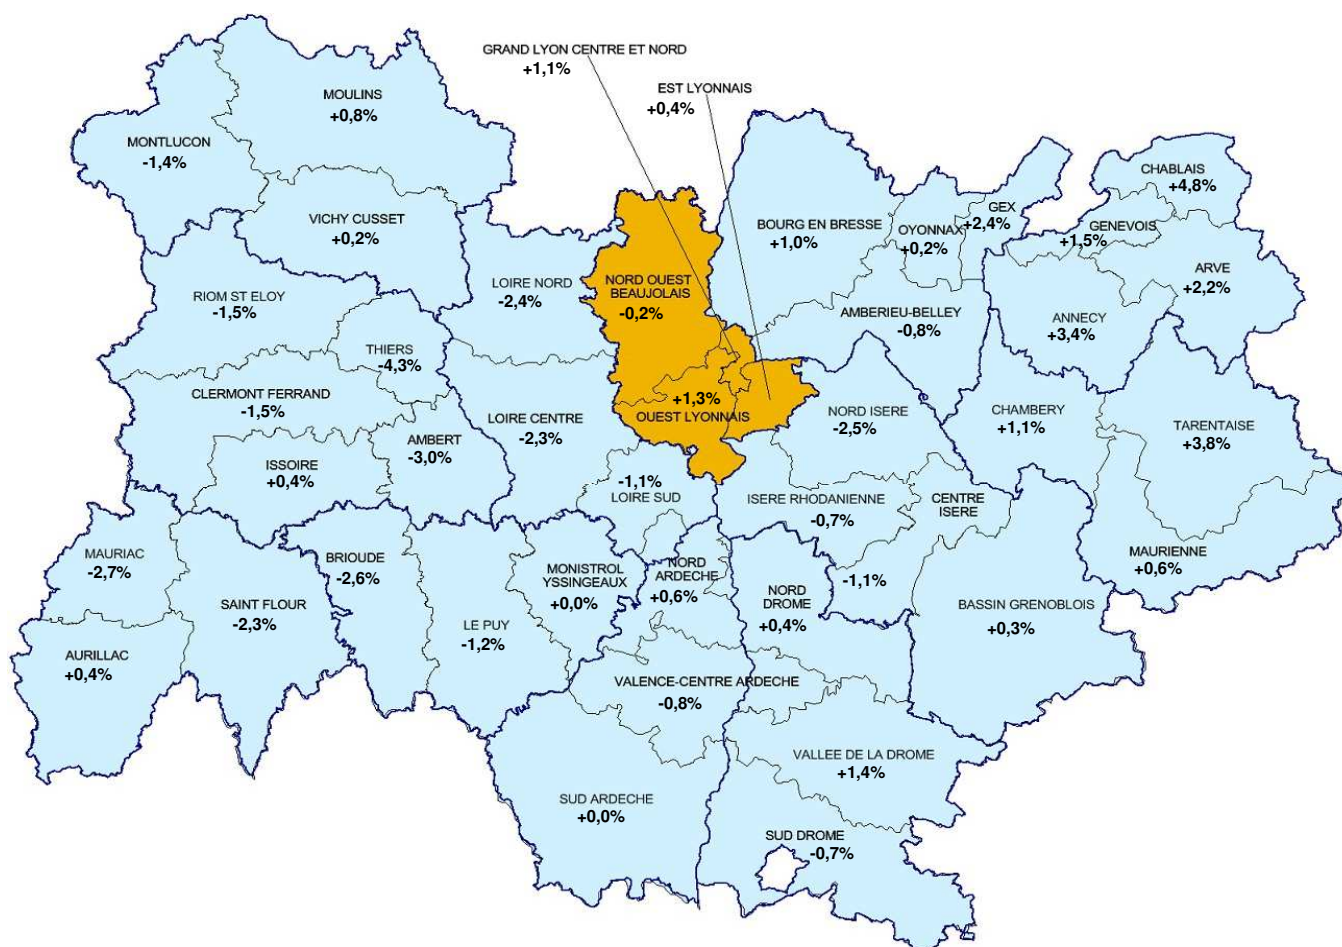 GRAND LYON CENTRE ET NORD
+1,1%
EST LYONNAIS
+0,4%
MOULINS
+0,8%
MONTLUCON
-1,4%
CHABLAIS
+4,8%
VICHY CUSSET
+0,2%
BOURG EN BRESSE
+1,0%
OYONNAX
+0,2%
GEX
+2,4%
GENEVOIS
+1,5%
ARVE
+2,2%
RIOM ST ELOY
-1,5%
LOIRE NORD
-2,4%
NORD OUEST
BEAUJOLAIS
-0,2%
AMBERIEU-BELLEY
-0,8%
ANNECY
+3,4%
THIERS
-4,3%
CLERMONT FERRAND
-1,5%
LOIRE CENTRE
-2,3%
+1,3%
OUEST LYONNAIS
NORD ISERE
-2,5%
CHAMBERY
+1,1%
TARENTAISE
+3,8%
AMBERT
-3,0%
ISSOIRE
+0,4%
-1,1%
LOIRE SUD
ISERE RHODANIENNE
-0,7%
CENTRE
ISERE
-1,1%
MAURIAC
-2,7%
BRIOUDE
-2,6%
MONISTROL
YSSINGEAUX
+0,0%
NORD
ARDECHE
+0,6%
NORD
DROME
+0,4%
MAURIENNE
+0,6%
SAINT FLOUR
-2,3%
LE PUY
-1,2%
BASSIN GRENOBLOIS
+0,3%
AURILLAC
+0,4%
VALENCE-CENTRE ARDECHE
-0,8%
VALLEE DE LA DROME
+1,4%
SUD ARDECHE
+0,0%
SUD DROME
-0,7%